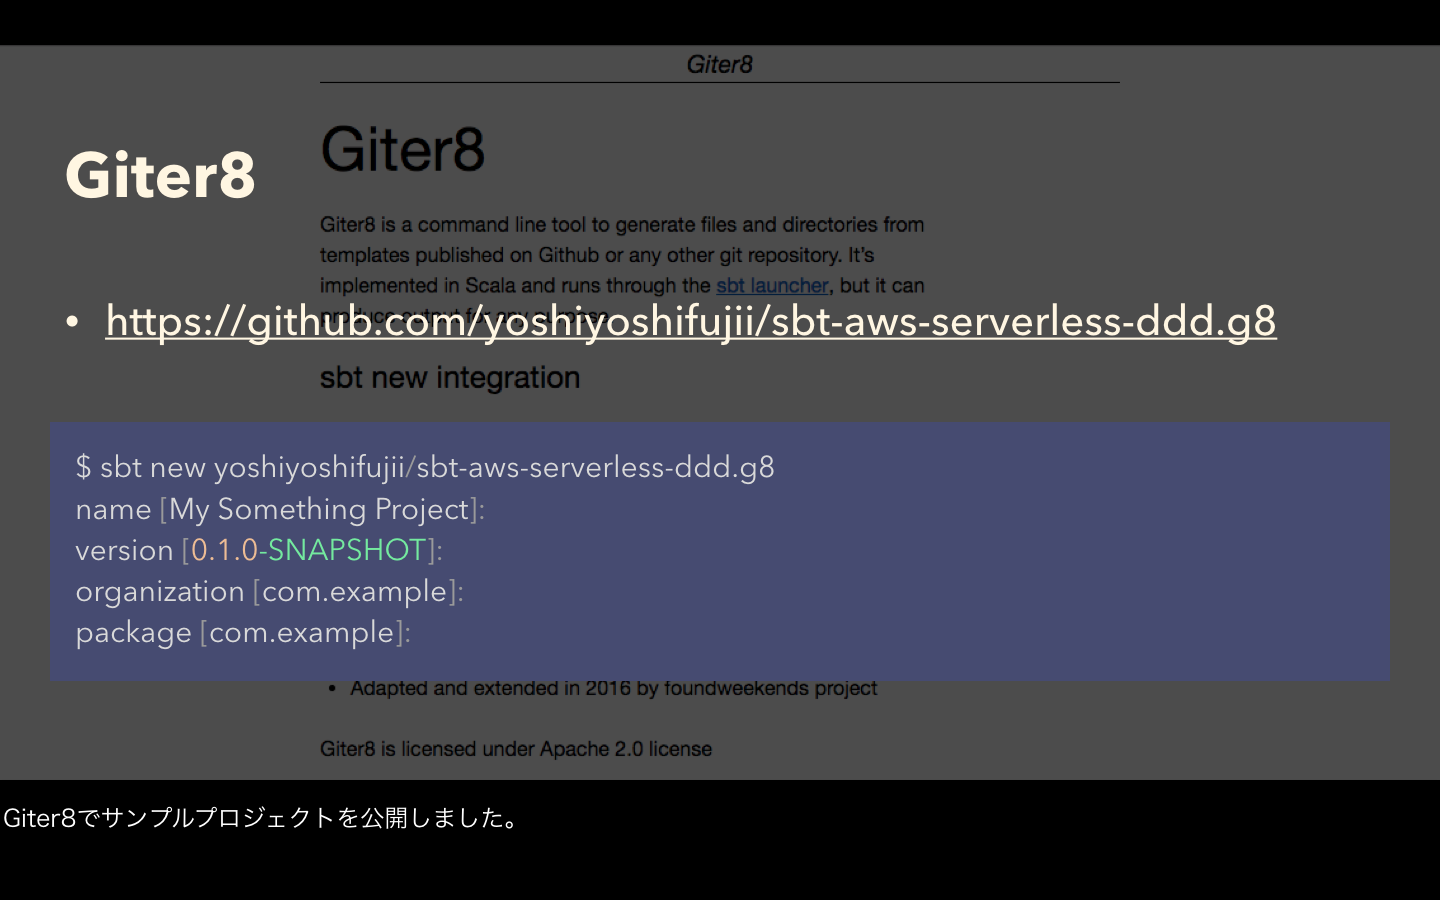 Giter8
Giter8
Giter8
Giter8 is a command line tool to generate files and directories from
templates published on Github or any other git repository. It's
implemented in Scala and runs through the sbt launcher, but it can
produce output for any purpose.
• https://github.com/yoshiyoshifujii/sbt-aws-serverless-ddd.g8
sbt new integration
$ sbt new yoshiyoshifujii/sbt-aws-serverless-ddd.g8
name [My Something Project]:
version [0.1.0-SNAPSHOT]:
organization [com.example]:
package [com.example]:
• Adapted and extended in 2016 by foundweekends project
Giter8 is licensed under Apache 2.0 license
Giter8でサンプルプロジェクトを公開しました。